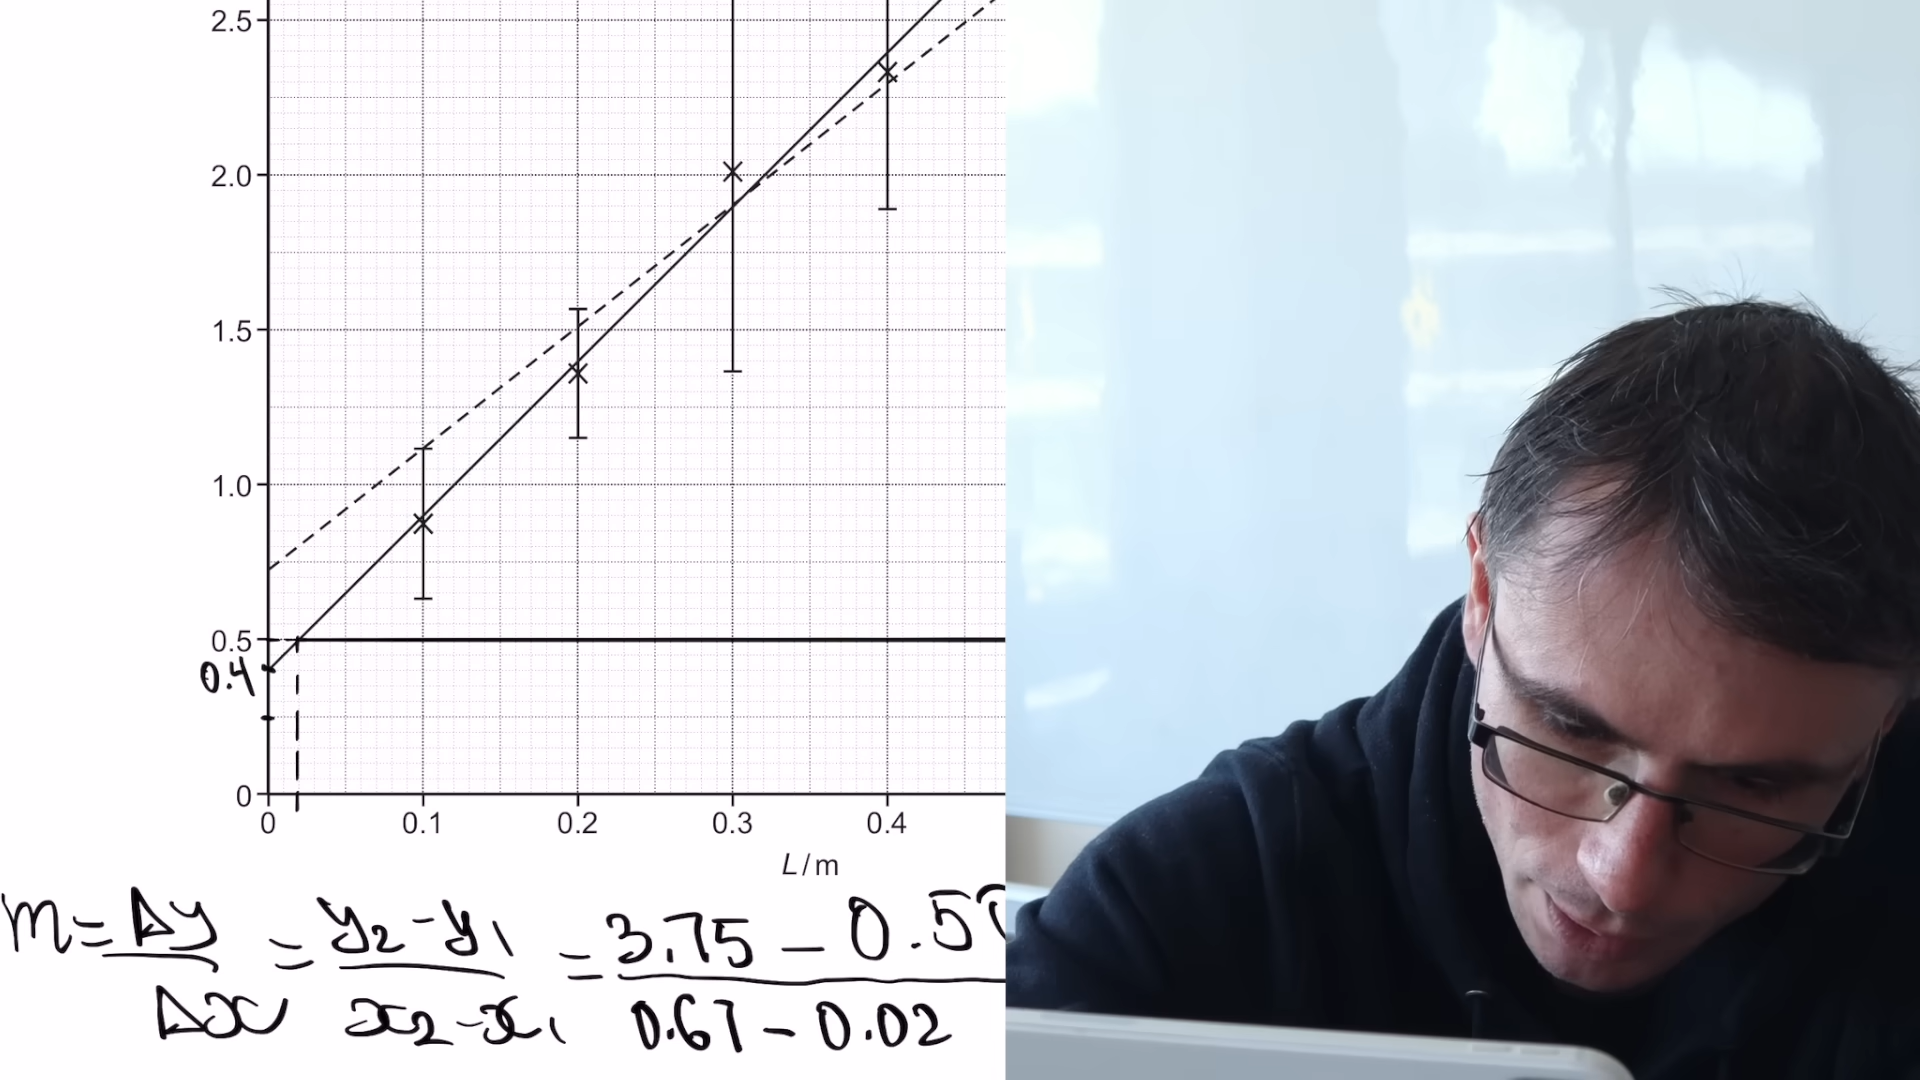 2.5
2.0
1.5
1.0
0.5
0.4
0
0 0.1 0.2 0.3 0.4
L/m
m = Δy/Δx = y₂-y₁/x₂-x₁ = 3.75 - 0.50/0.67 - 0.02